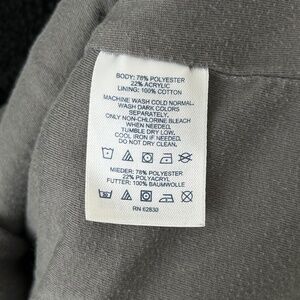 BODY: 78% POLYESTER
22% ACRYLIC
LINING: 100% COTTON
MACHINE WASH COLD NORMAL.
WASH DARK COLORS
SEPARATELY.
ONLY NON-CHLORINE BLEACH
WHEN NEEDED.
TUMBLE DRY LOW.
COOL IRON IF NEEDED.
DO NOT DRY CLEAN.
MIEDER: 78% POLYESTER
22% POLYACRYL
FUTTER: 100% BAUMWOLLE
RN 62830